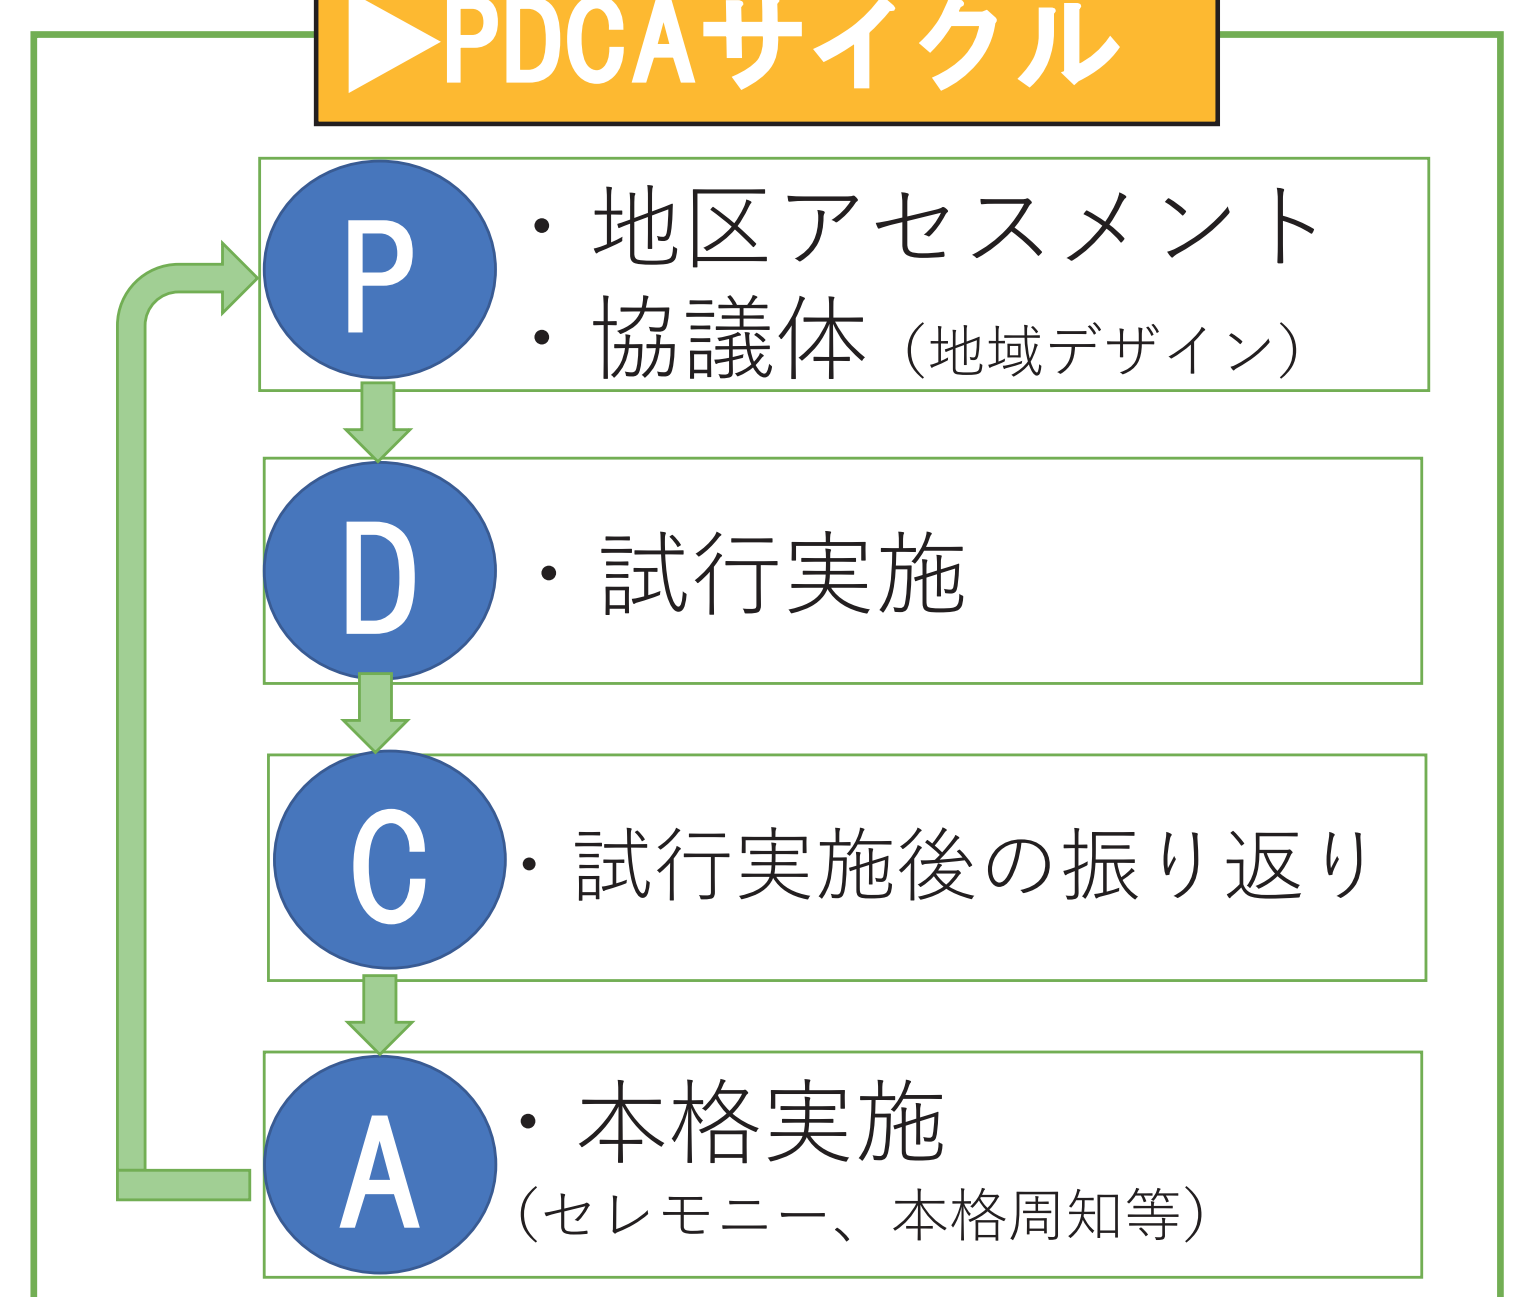 ▶PDCAサイクル
P
・地区アセスメント
・協議体（地域デザイン）
D
・試行実施
C
・試行実施後の振り返り
A
・本格実施
（セレモニー、本格周知等）